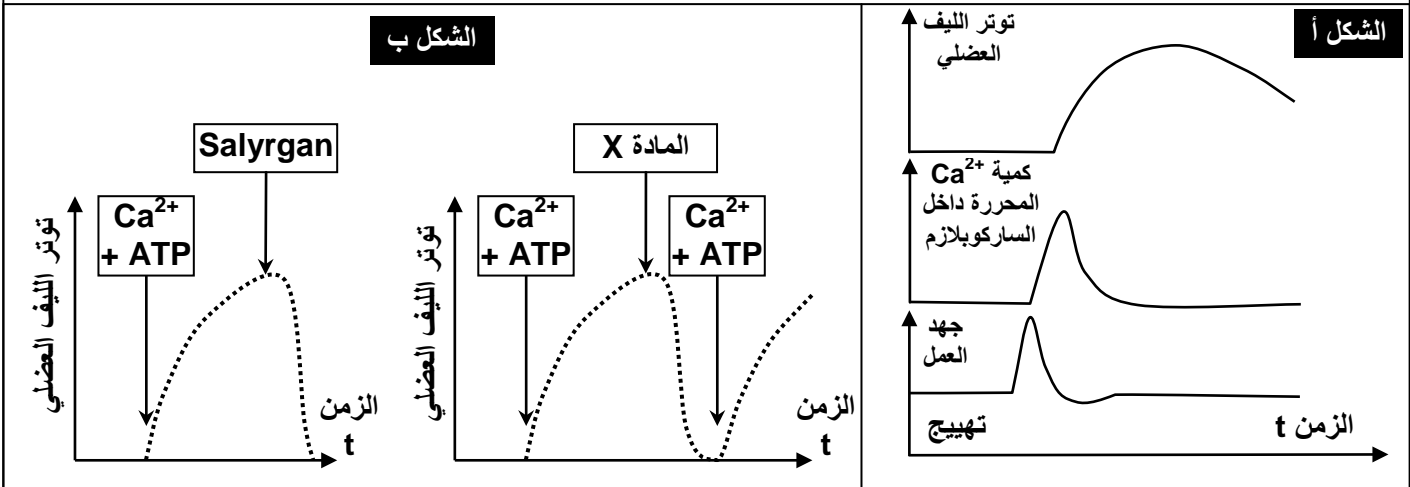 الشكل أ
توتر الليف
العضلي
كمية Ca2+
المحررة داخل
الساركوبلازم
جهد
العمل
تهييج
الزمن t
الشكل ب
المادة X
Ca2+
+ ATP
Ca2+
+ ATP
توتر الليف العضلي
الزمن
t
Salyrgan
Ca2+
+ ATP
توتر الليف العضلي
الزمن
t